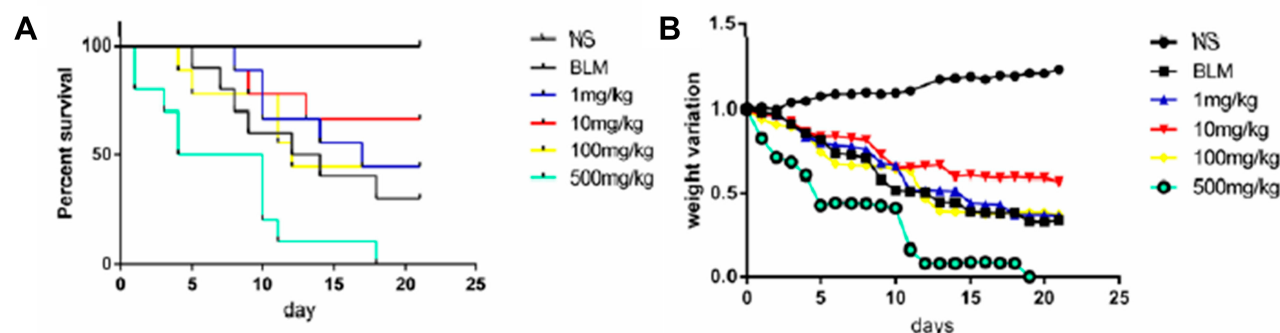 A
Percent survival
100
50
0
0 5 10 15 20 25
day
NS
BLM
1mg/kg
10mg/kg
100mg/kg
500mg/kg
B
weight variation
1.5
1.0
0.5
0.0
0 5 10 15 20 25
days
NS
BLM
1mg/kg
10mg/kg
100mg/kg
500mg/kg